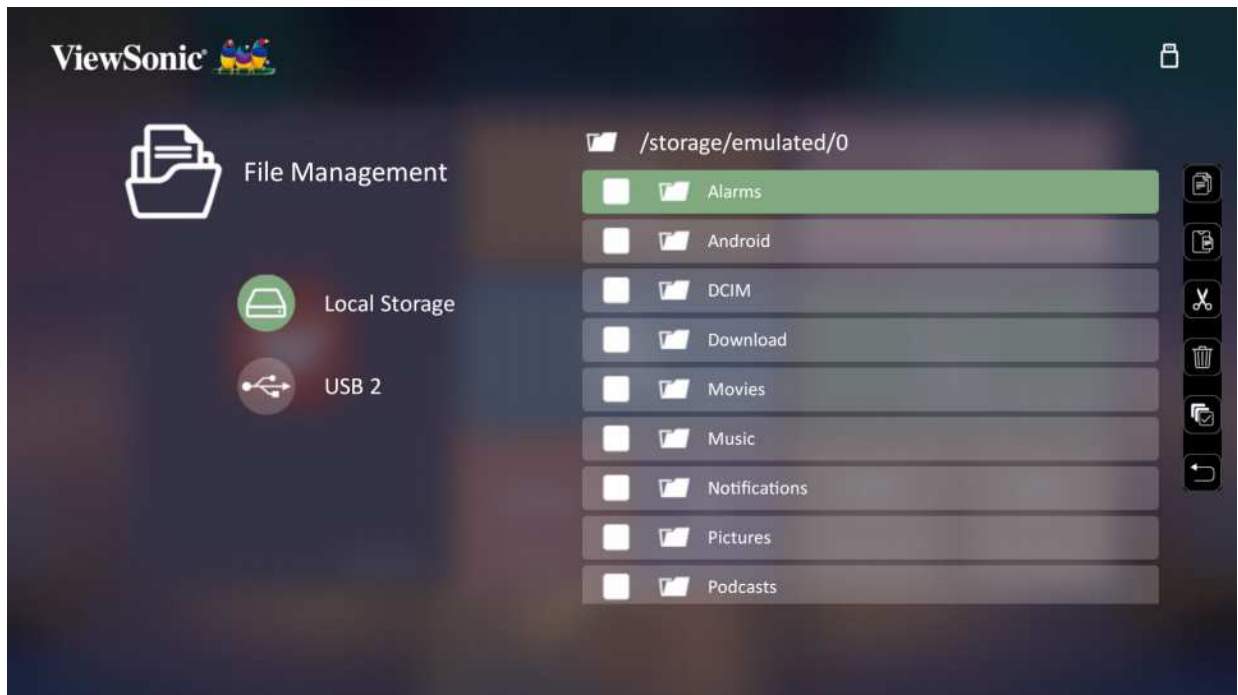 ViewSonic
File Management
Local Storage
USB 2
/storage/emulated/0
Alarms
Android
DCIM
Download
Movies
Music
Notifications
Pictures
Podcasts